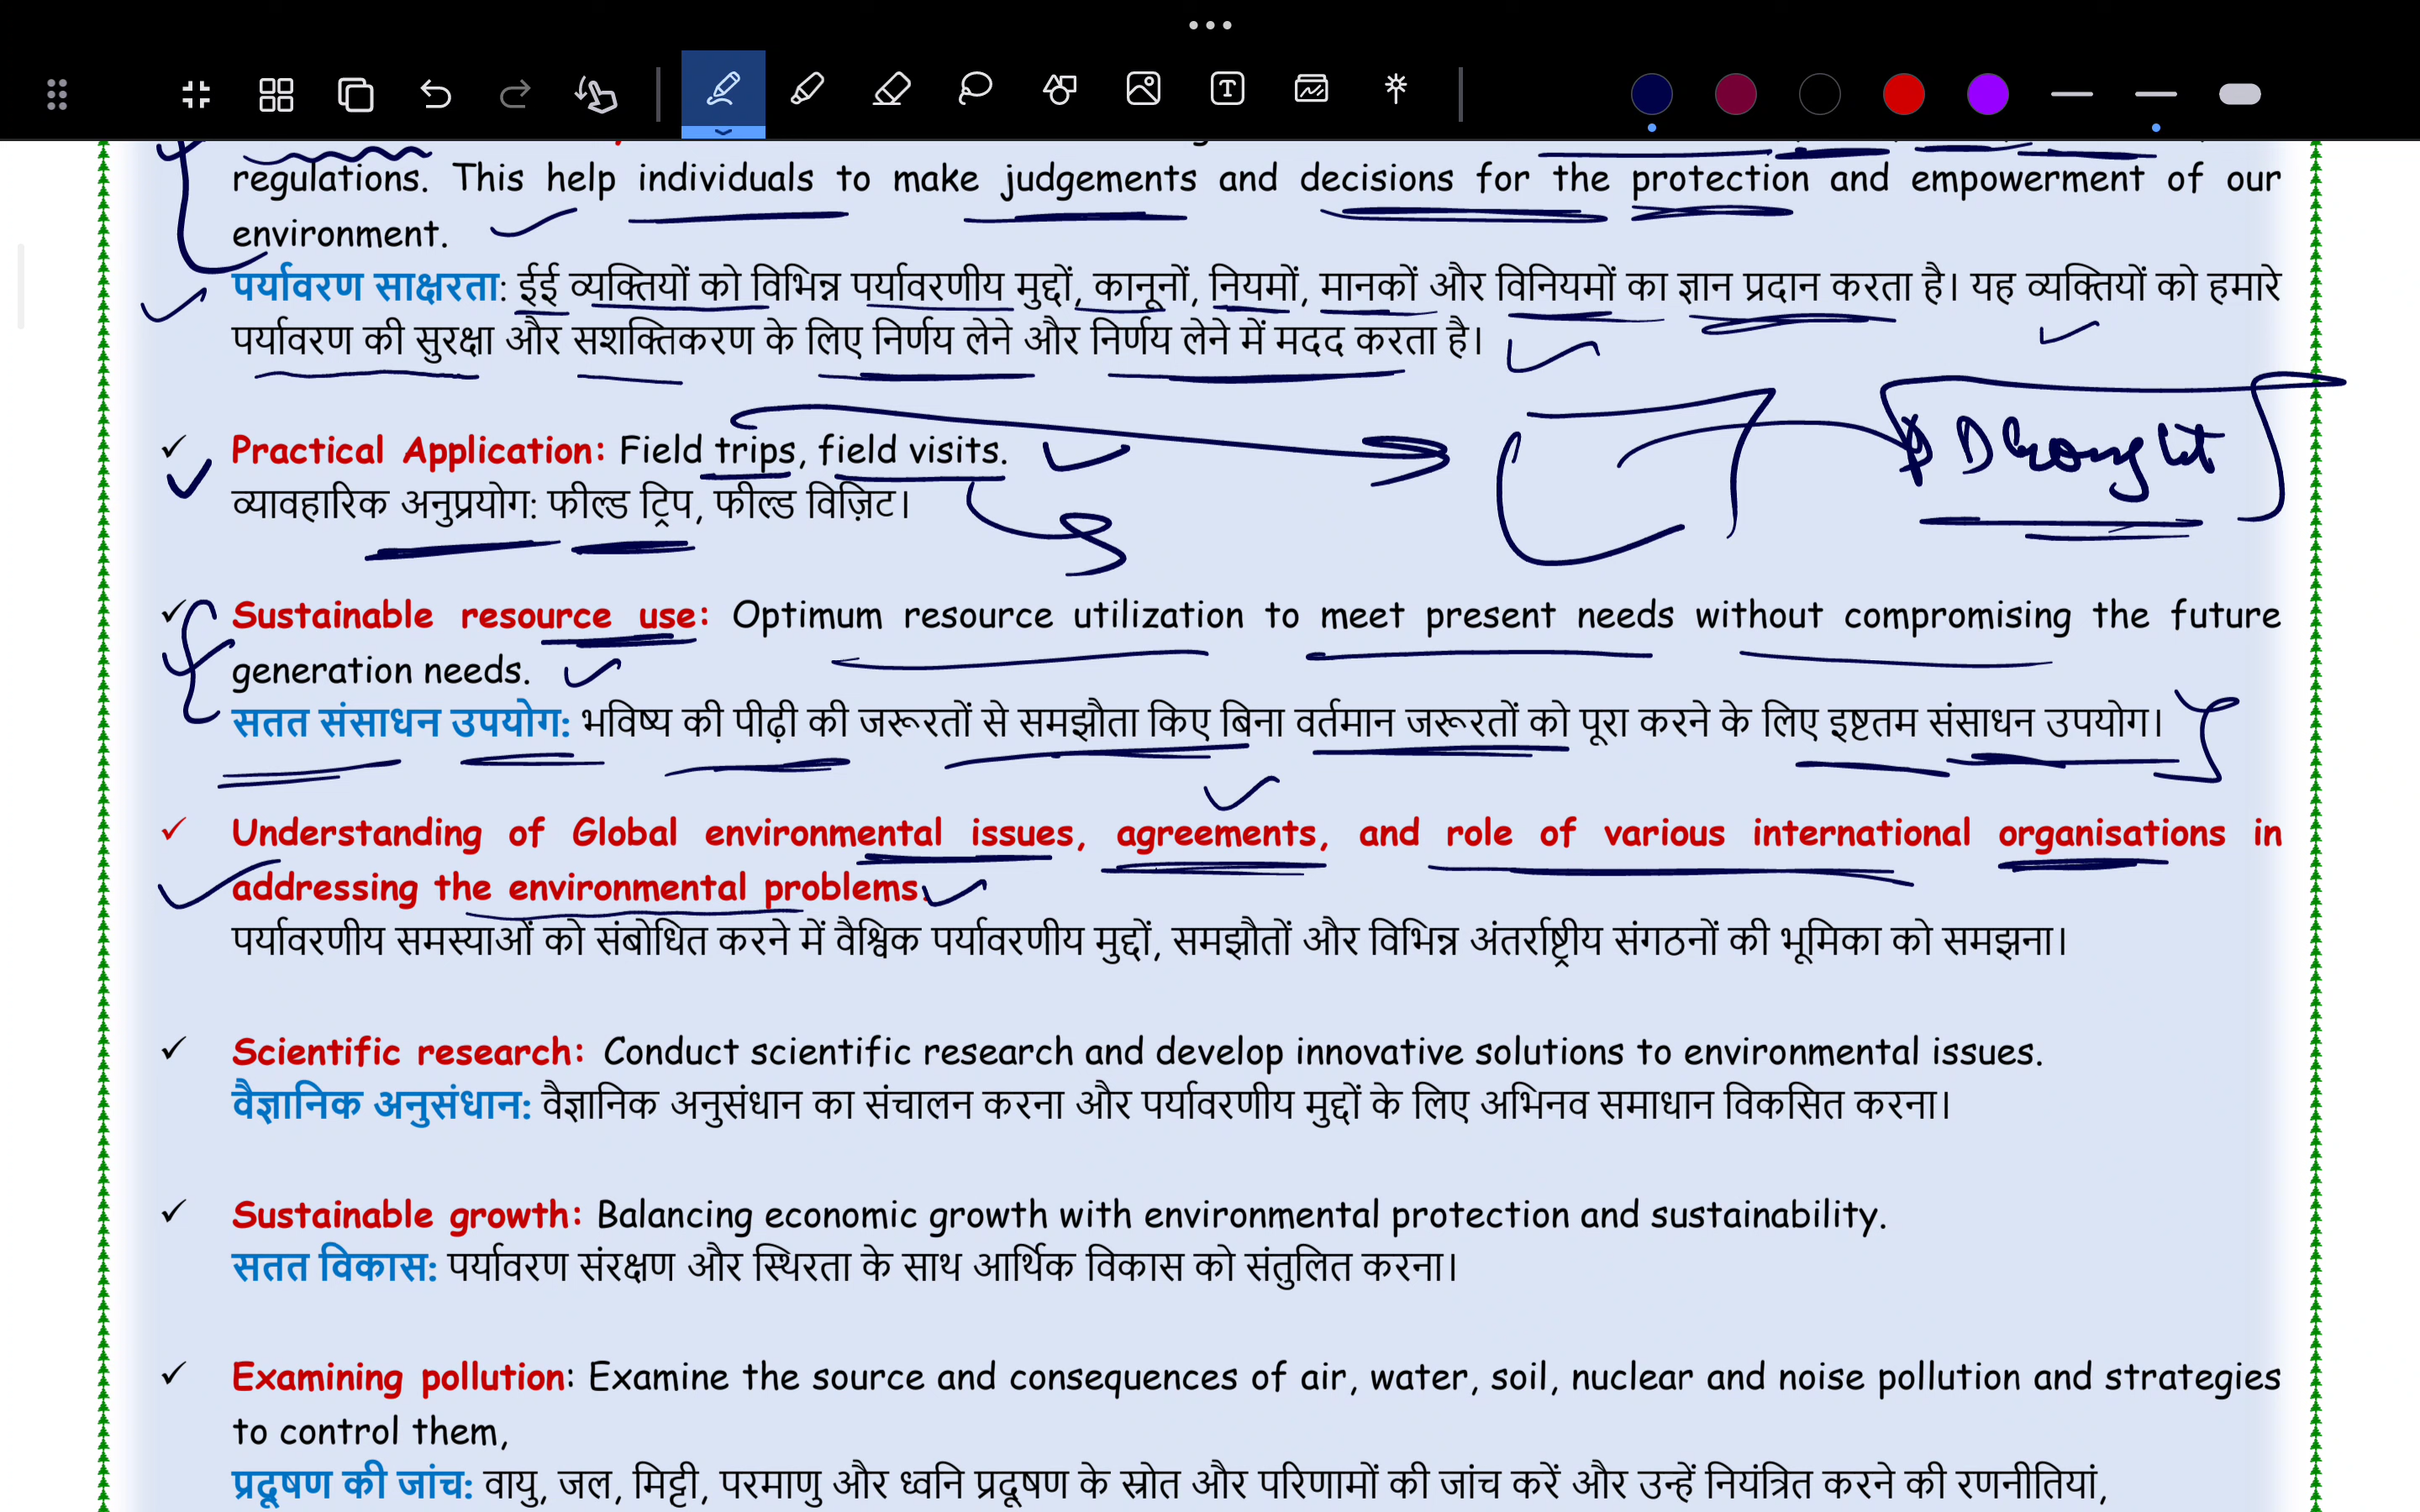 regulations. This help individuals to make judgements and decisions for the protection and empowerment of our
environment.
पर्यावरण साक्षरता: ईई व्यक्तियों को विभिन्न पर्यावरणीय मुद्दों, कानूनों, नियमों, मानकों और विनियमों का ज्ञान प्रदान करता है। यह व्यक्तियों को हमारे
पर्यावरण की सुरक्षा और सशक्तिकरण के लिए निर्णय लेने और निर्णय लेने में मदद करता है।
Drought
Practical Application: Field trips, field visits.
व्यावहारिक अनुप्रयोग: फील्ड ट्रिप, फील्ड विज़िट।
Sustainable resource use: Optimum resource utilization to meet present needs without compromising the future
generation needs.
सतत संसाधन उपयोग: भविष्य की पीढ़ी की जरूरतों से समझौता किए बिना वर्तमान जरूरतों को पूरा करने के लिए इष्टतम संसाधन उपयोग।
Understanding of Global environmental issues, agreements, and role of various international organisations in
addressing the environmental problems.
पर्यावरणीय समस्याओं को संबोधित करने में वैश्विक पर्यावरणीय मुद्दों, समझौतों और विभिन्न अंतर्राष्ट्रीय संगठनों की भूमिका को समझना।
Scientific research: Conduct scientific research and develop innovative solutions to environmental issues.
वैज्ञानिक अनुसंधान: वैज्ञानिक अनुसंधान का संचालन करना और पर्यावरणीय मुद्दों के लिए अभिनव समाधान विकसित करना।
Sustainable growth: Balancing economic growth with environmental protection and sustainability.
सतत विकास: पर्यावरण संरक्षण और स्थिरता के साथ आर्थिक विकास को संतुलित करना।
Examining pollution: Examine the source and consequences of air, water, soil, nuclear and noise pollution and strategies
to control them,
प्रदूषण की जांच: वायु, जल, मिट्टी, परमाणु और ध्वनि प्रदूषण के स्रोत और परिणामों की जांच करें और उन्हें नियंत्रित करने की रणनीतियां,